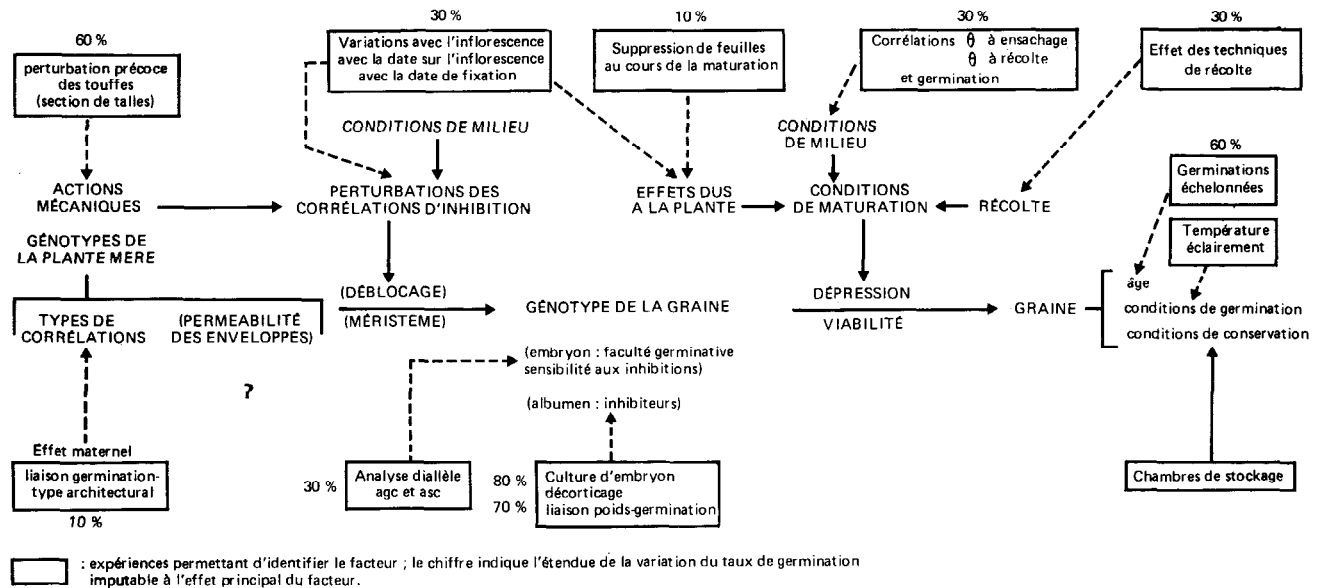 60 %
perturbation précoce
des touffes
(section de talles)
30 %
Variations avec l'inflorescence
avec la date sur l'inflorescence
avec la date de fixation
10 %
Suppression de feuilles
au cours de la maturation
30 %
Corrélations θ à ensachage
θ à récolte
et germination
30 %
Effet des techniques
de récolte
CONDITIONS DE MILIEU
CONDITIONS
DE MILIEU
60 %
Germinations
échelonnées
ACTIONS
MÉCANIQUES
PERTURBATIONS DES
CORRÉLATIONS D'INHIBITION
EFFETS DUS
A LA PLANTE
CONDITIONS
DE MATURATION
RÉCOLTE
Température
éclairement
GÉNOTYPES DE
LA PLANTE MERE
TYPES DE
CORRÉLATIONS
(PERMEABILITÉ
DES ENVELOPPES)
?
(DÉBLOCAGE)
(MÉRISTÈME)
GÉNOTYPE DE LA GRAINE
(embryon : faculté germinative
sensibilité aux inhibitions)
(albumen : inhibiteurs)
DÉPRESSION
VIABILITÉ
GRAINE
âge
conditions de germination
conditions de conservation
Effet maternel
liaison germination-
type architectural
10 %
30 %
Analyse diallèle
agc et asc
80 %
70 %
Culture d'embryon
décorticage
liaison poids-germination
Chambres de stockage
: expériences permettant d'identifier le facteur ; le chiffre indique l'étendue de la variation du taux de germination
imputable à l'effet principal du facteur.